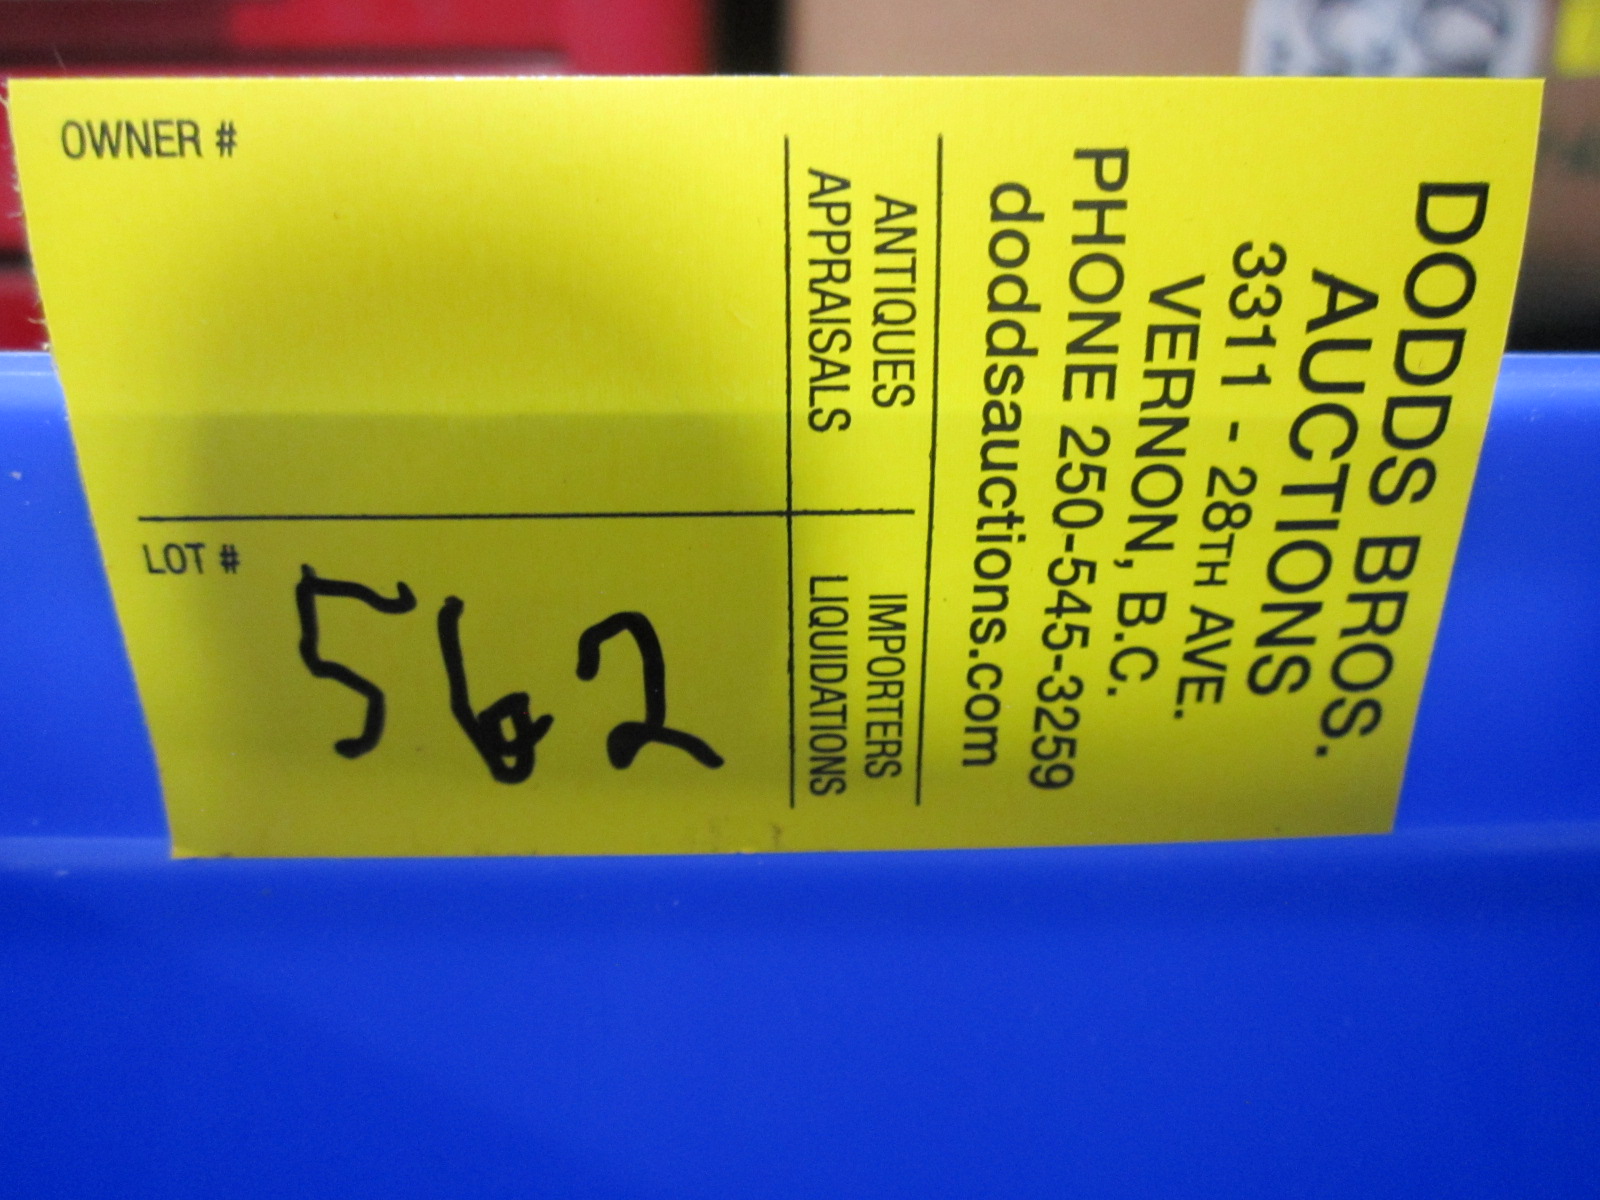 DODDS BROS.
AUCTIONS
3311 - 28TH AVE.
VERNON, B.C.
PHONE 250-545-3259
doddsauctions.com
ANTIQUES IMPORTERS
APPRAISALS LIQUIDATIONS
OWNER #
LOT #
562